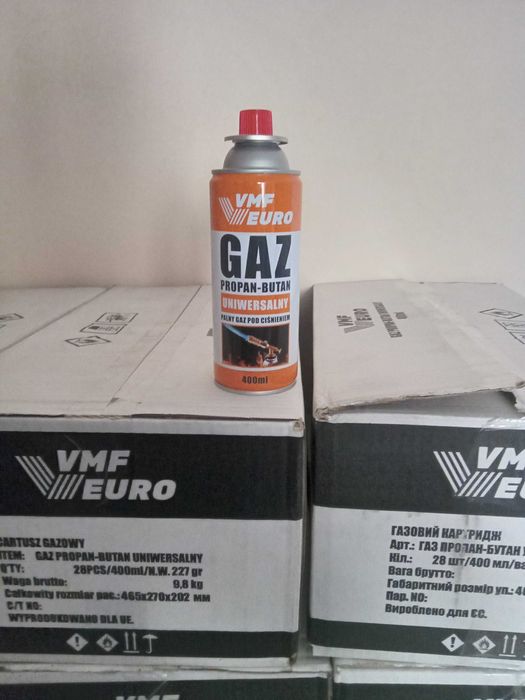 VMF
EURO
GAZ
PROPAN-BUTAN
UNIWERSALNY
PALNY GAZ POD CIŚNIENIEM
400ml
VMF
EURO
CARTUSZ GAZOWY
ITEM: GAZ PROPAN-BUTAN UNIWERSALNY
Q'TY: 28PCS/400ml/N.W. 227 gr
Waga brutto: 9,8 kg
Całkowity rozmiar pac.: 465x270x202 мм
C/T NO:
WYPRODUKOWANO DLA UE.
VMF
EURO
ГАЗОВИЙ КАРТРИДЖ
Арт.: ГАЗ ПРОПАН-БУТАН
Кіл.: 28 шт/400 мл/ва
Вага брутто:
Габаритний розмір уп.: 46
Пар. NO:
Вироблено для ЄС.